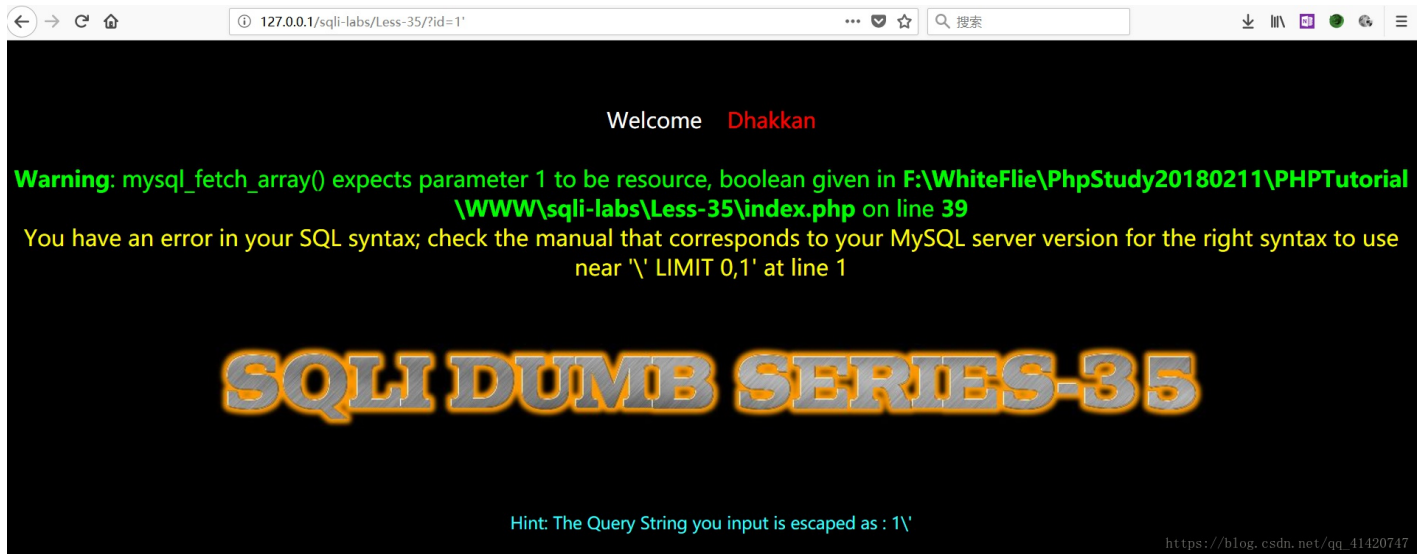 127.0.0.1/sqli-labs/Less-35/?id=1'
搜索
Welcome Dhakkan
Warning: mysql_fetch_array() expects parameter 1 to be resource, boolean given in F:\WhiteFlie\PhpStudy20180211\PHPTutorial
\WWW\sqli-labs\Less-35\index.php on line 39
You have an error in your SQL syntax; check the manual that corresponds to your MySQL server version for the right syntax to use
near '\' LIMIT 0,1' at line 1
SQLI DUMB SERIES-35
Hint: The Query String you input is escaped as : 1\'
https://blog.csdn.net/qq_41420747